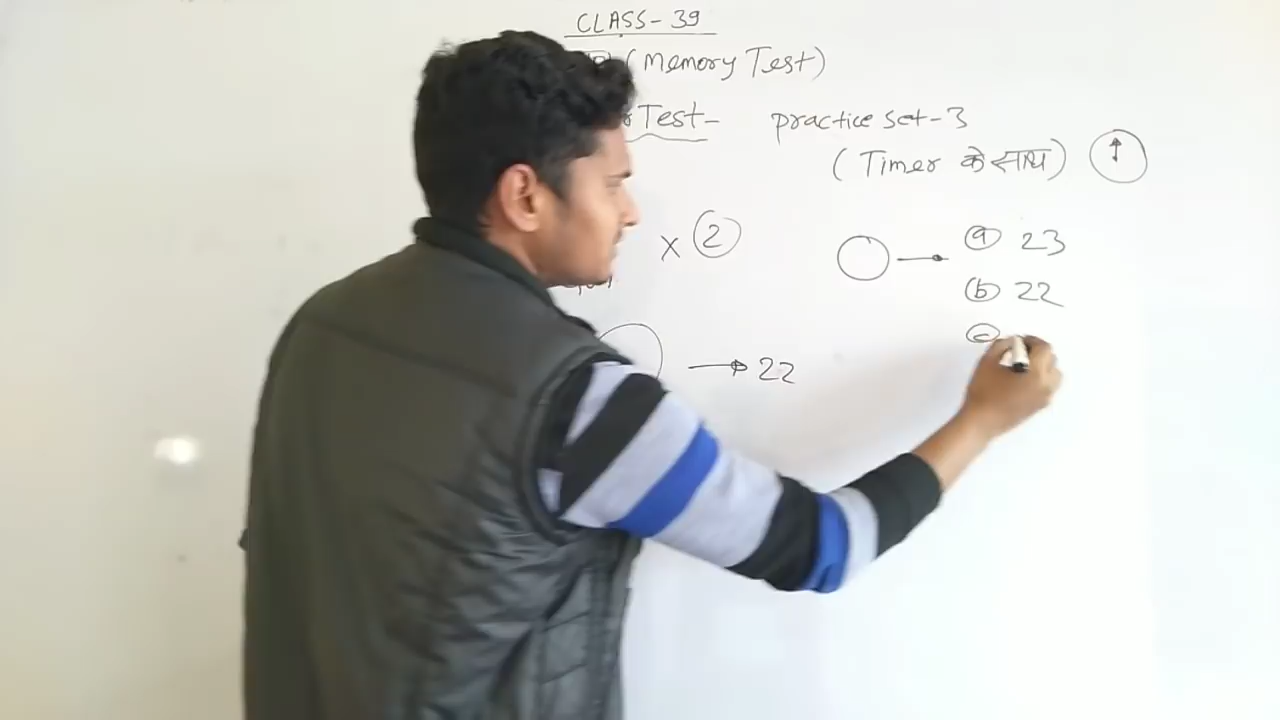 CLASS-39
(Memory Test)
Test- practice set-3
(Timer के साथ) ↑
x 2
a 23
b 22
c
→ 22